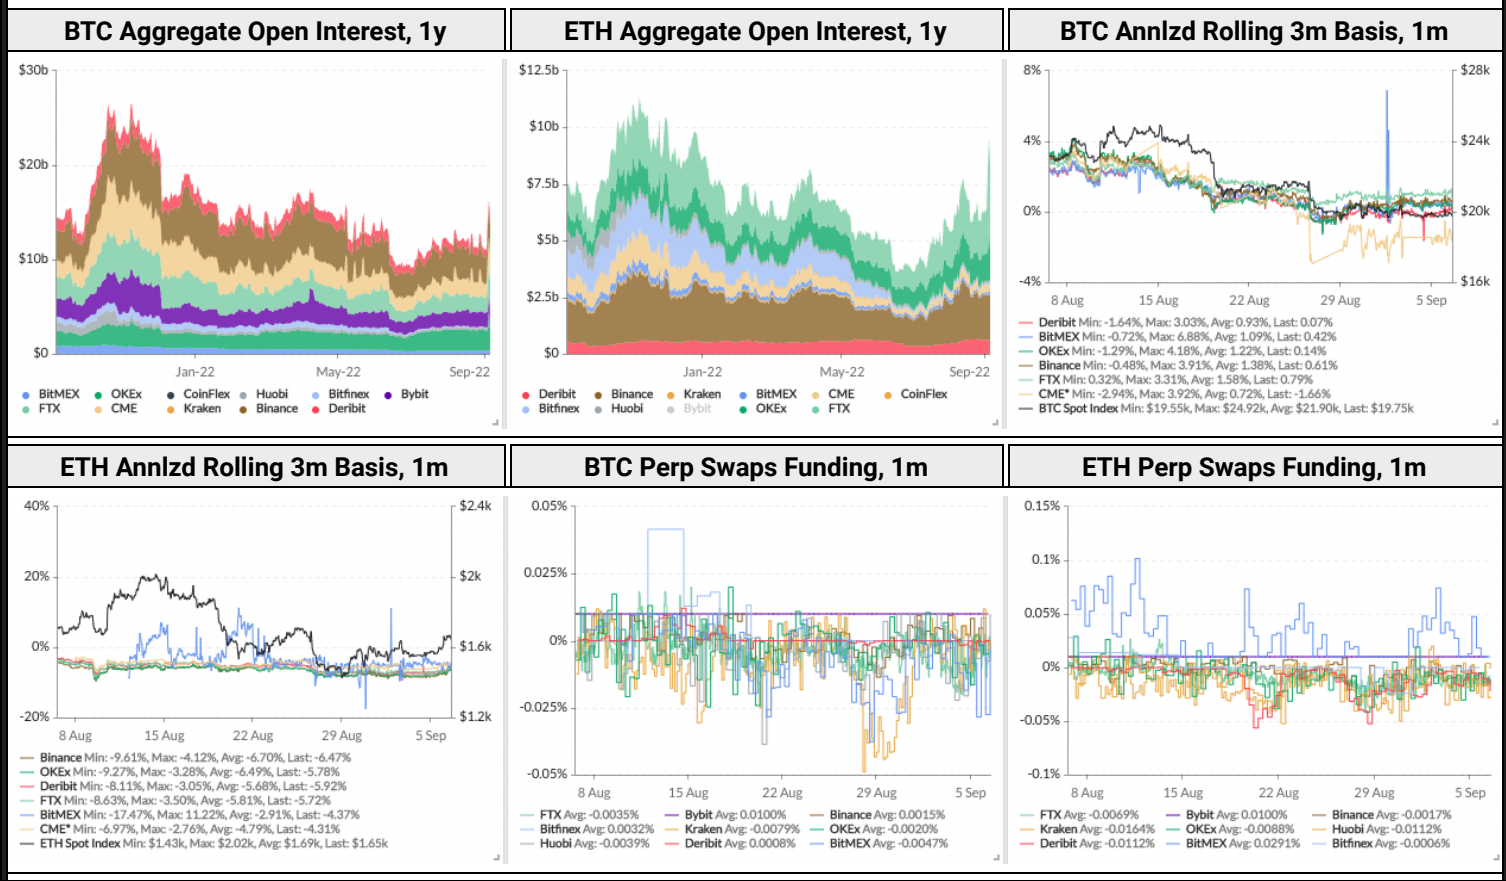 BTC Aggregate Open Interest, 1y
$30b
$20b
$10b
$0
Jan-22 May-22 Sep-22
BitMEX OKEx CoinFlex Huobi Bitfinex Bybit
FTX CME Kraken Binance Deribit
ETH Aggregate Open Interest, 1y
$12.5b
$10b
$7.5b
$5b
$2.5b
$0
Jan-22 May-22 Sep-22
Deribit Binance Kraken BitMEX CME CoinFlex
Bitfinex Huobi Bybit OKEx FTX
BTC Annlzd Rolling 3m Basis, 1m
8% $28k
4% $24k
0% $20k
-4% $16k
8 Aug 15 Aug 22 Aug 29 Aug 5 Sep
Deribit Min: -1.64%, Max: 3.03%, Avg: 0.93%, Last: 0.07%
BitMEX Min: -0.72%, Max: 6.88%, Avg: 1.09%, Last: 0.42%
OKEx Min: -1.29%, Max: 4.18%, Avg: 1.22%, Last: 0.14%
Binance Min: -0.48%, Max: 3.91%, Avg: 1.38%, Last: 0.61%
FTX Min: 0.32%, Max: 3.31%, Avg: 1.58%, Last: 0.79%
CME* Min: -2.94%, Max: 3.92%, Avg: 0.72%, Last: -1.66%
BTC Spot Index Min: $19.55k, Max: $24.92k, Avg: $21.90k, Last: $19.75k
ETH Annlzd Rolling 3m Basis, 1m
40% $2.4k
20% $2k
0% $1.6k
-20% $1.2k
8 Aug 15 Aug 22 Aug 29 Aug 5 Sep
Binance Min: -9.61%, Max: -4.12%, Avg: -6.70%, Last: -6.47%
OKEx Min: -9.27%, Max: -3.28%, Avg: -6.49%, Last: -5.78%
Deribit Min: -8.11%, Max: -3.05%, Avg: -5.68%, Last: -5.92%
FTX Min: -8.63%, Max: -3.50%, Avg: -5.81%, Last: -5.72%
BitMEX Min: -17.47%, Max: 11.22%, Avg: -2.91%, Last: -4.37%
CME* Min: -6.97%, Max: -2.76%, Avg: -4.79%, Last: -4.31%
ETH Spot Index Min: $1.43k, Max: $2.02k, Avg: $1.69k, Last: $1.65k
BTC Perp Swaps Funding, 1m
0.05%
0.025%
0%
-0.025%
-0.05%
8 Aug 15 Aug 22 Aug 29 Aug 5 Sep
FTX Avg: -0.0035% Bybit Avg: 0.0100% Binance Avg: 0.0015%
Bitfinex Avg: 0.0032% Kraken Avg: -0.0079% OKEx Avg: -0.0020%
Huobi Avg: -0.0039% Deribit Avg: 0.0008% BitMEX Avg: -0.0047%
ETH Perp Swaps Funding, 1m
0.15%
0.1%
0.05%
0%
-0.05%
-0.1%
8 Aug 15 Aug 22 Aug 29 Aug 5 Sep
FTX Avg: -0.0069% Bybit Avg: 0.0100% Binance Avg: -0.0017%
Kraken Avg: -0.0164% OKEx Avg: -0.0088% Huobi Avg: -0.0112%
Deribit Avg: -0.0112% BitMEX Avg: 0.0291% Bitfinex Avg: -0.0006%